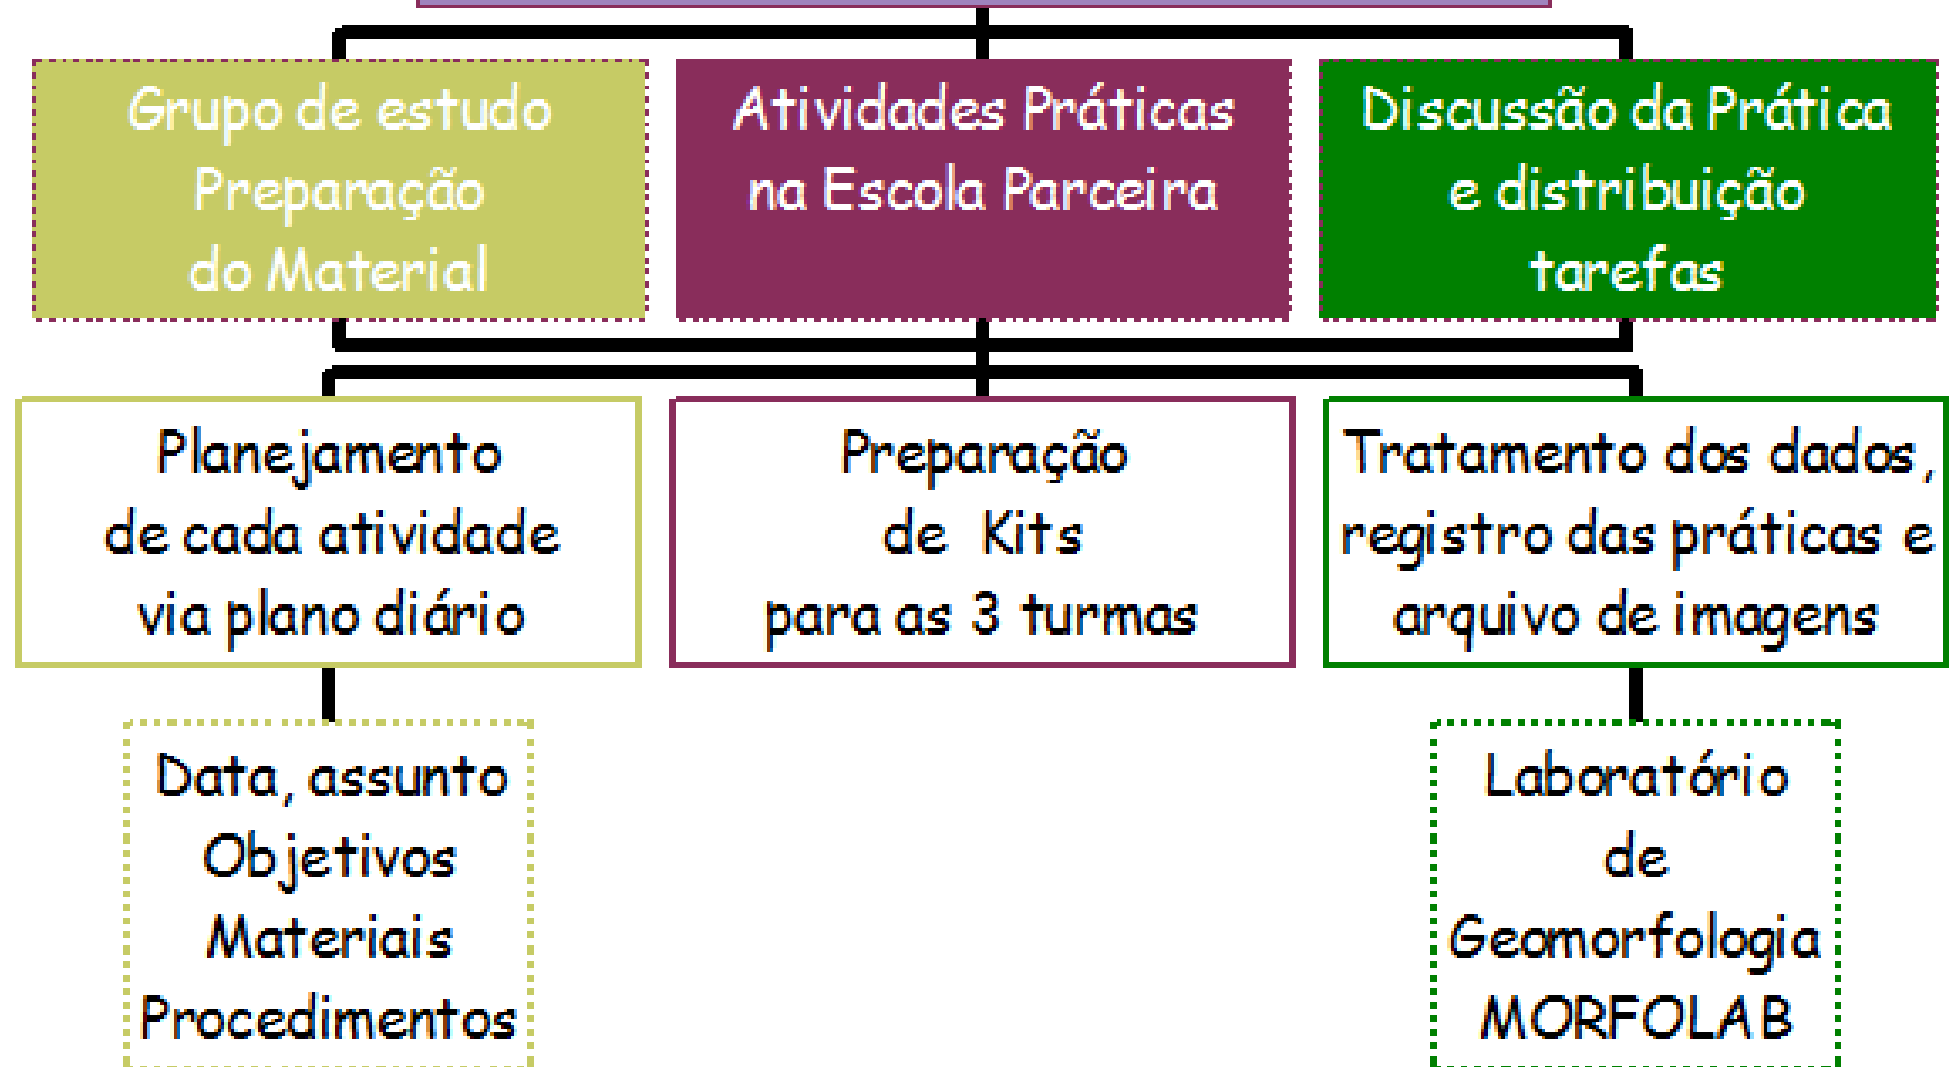 Grupo de estudo
Preparação
do Material
Atividades Práticas
na Escola Parceira
Discussão da Prática
e distribuição
tarefas
Planejamento
de cada atividade
via plano diário
Preparação
de Kits
para as 3 turmas
Tratamento dos dados,
registro das práticas e
arquivo de imagens
Data, assunto
Objetivos
Materiais
Procedimentos
Laboratório
de
Geomorfologia
MORFOLAB